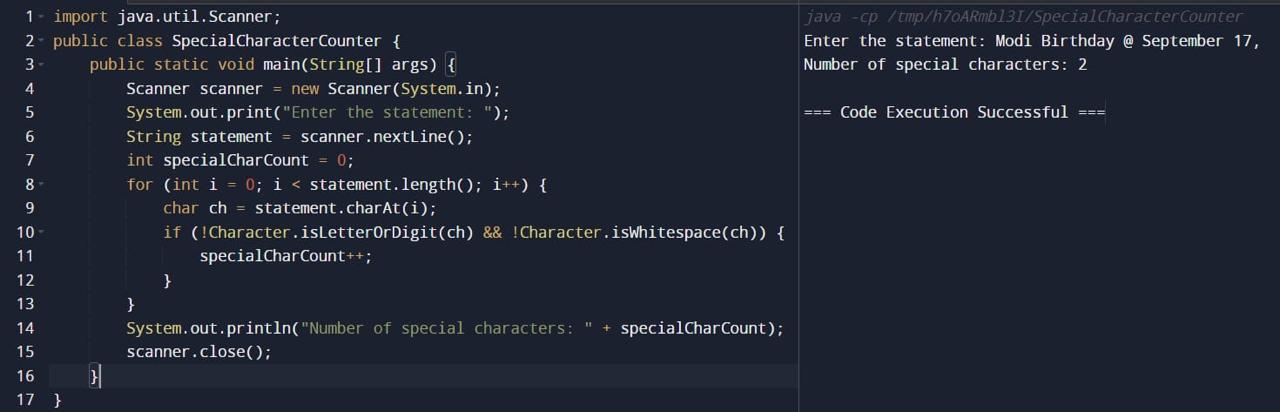 1 import java.util.Scanner;
2 public class SpecialCharacterCounter {
3     public static void main(String[] args) {
4         Scanner scanner = new Scanner(System.in);
5         System.out.print("Enter the statement: ");
6         String statement = scanner.nextLine();
7         int specialCharCount = 0;
8         for (int i = 0; i < statement.length(); i++) {
9             char ch = statement.charAt(i);
10             if (!Character.isLetterOrDigit(ch) && !Character.isWhitespace(ch)) {
11                 specialCharCount++;
12             }
13         }
14         System.out.println("Number of special characters: " + specialCharCount);
15         scanner.close();
16     }
17 }
java -cp /tmp/h7oARmbl3I/SpecialCharacterCounter
Enter the statement: Modi Birthday @ September 17,
Number of special characters: 2
=== Code Execution Successful ===